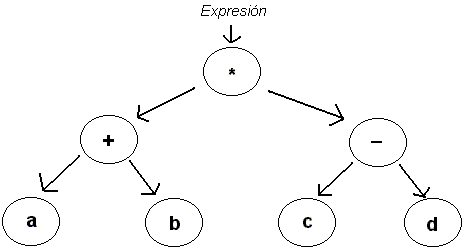 Expresión
*
+ −
a b c d